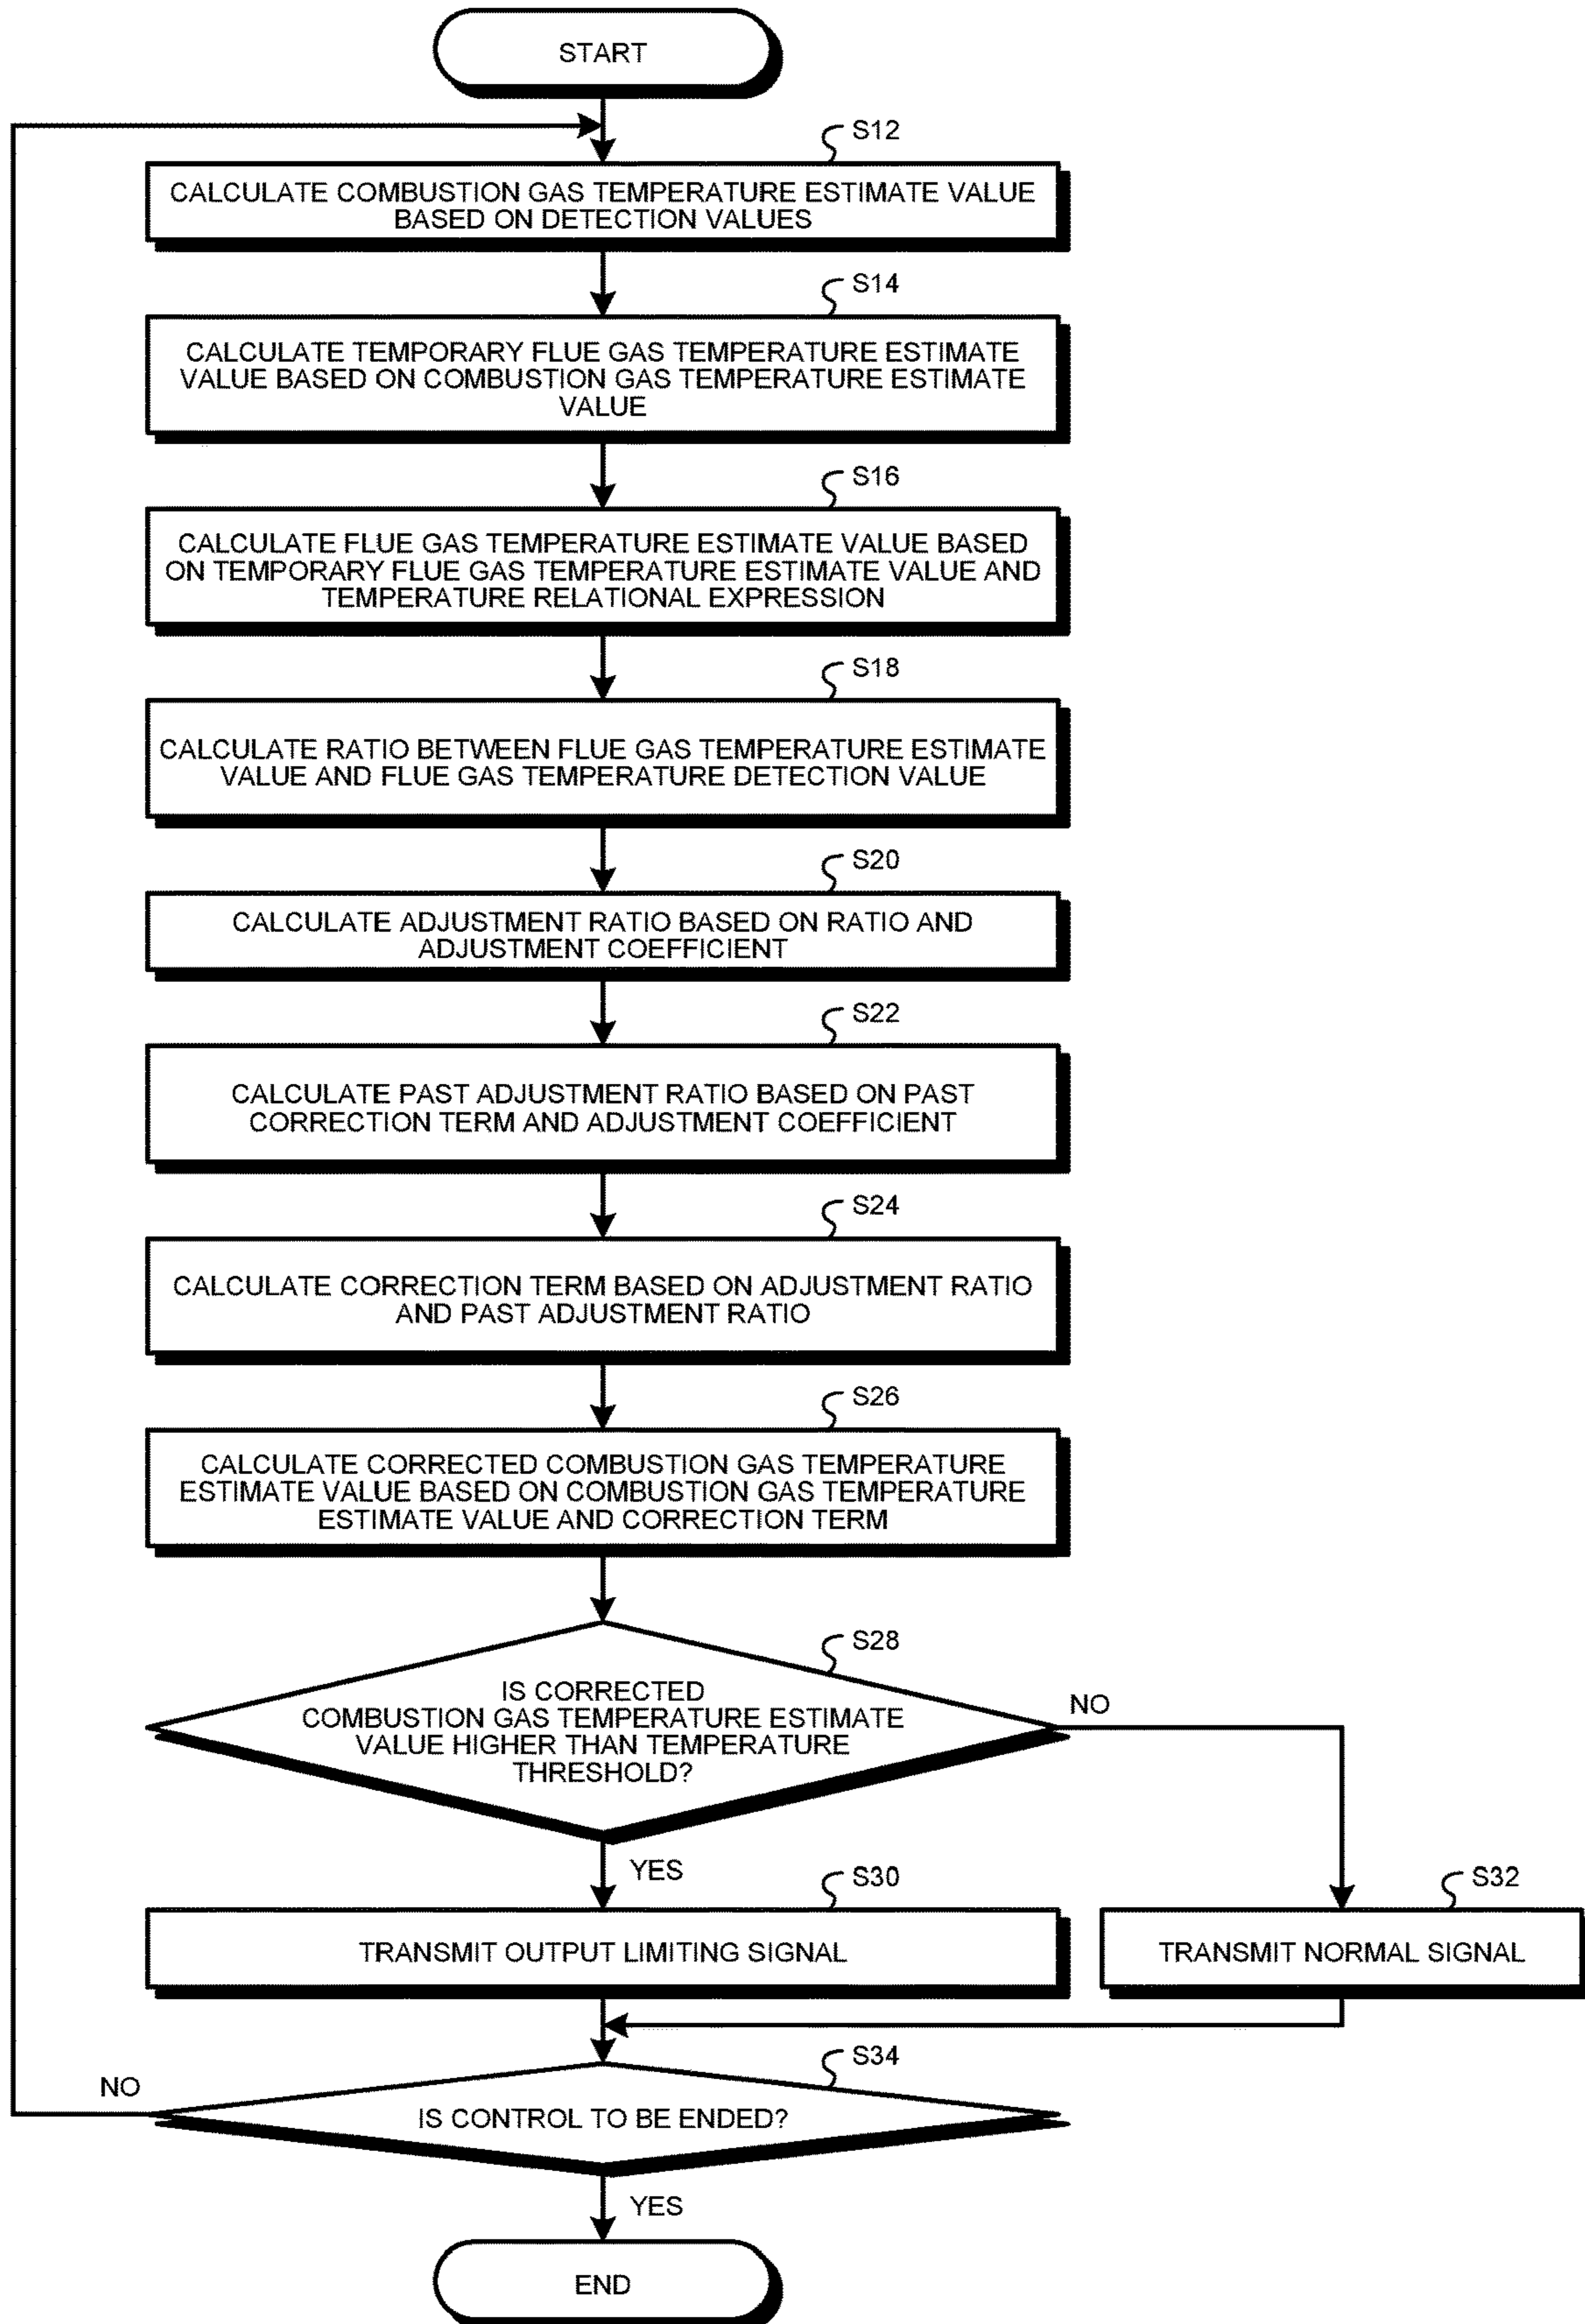 START
S12
CALCULATE COMBUSTION GAS TEMPERATURE ESTIMATE VALUE
BASED ON DETECTION VALUES
S14
CALCULATE TEMPORARY FLUE GAS TEMPERATURE ESTIMATE
VALUE BASED ON COMBUSTION GAS TEMPERATURE ESTIMATE
VALUE
S16
CALCULATE FLUE GAS TEMPERATURE ESTIMATE VALUE BASED
ON TEMPORARY FLUE GAS TEMPERATURE ESTIMATE VALUE AND
TEMPERATURE RELATIONAL EXPRESSION
S18
CALCULATE RATIO BETWEEN FLUE GAS TEMPERATURE ESTIMATE
VALUE AND FLUE GAS TEMPERATURE DETECTION VALUE
S20
CALCULATE ADJUSTMENT RATIO BASED ON RATIO AND
ADJUSTMENT COEFFICIENT
S22
CALCULATE PAST ADJUSTMENT RATIO BASED ON PAST
CORRECTION TERM AND ADJUSTMENT COEFFICIENT
S24
CALCULATE CORRECTION TERM BASED ON ADJUSTMENT RATIO
AND PAST ADJUSTMENT RATIO
S26
CALCULATE CORRECTED COMBUSTION GAS TEMPERATURE
ESTIMATE VALUE BASED ON COMBUSTION GAS TEMPERATURE
ESTIMATE VALUE AND CORRECTION TERM
S28
IS CORRECTED
COMBUSTION GAS TEMPERATURE ESTIMATE
VALUE HIGHER THAN TEMPERATURE
THRESHOLD?
NO
YES
S30
TRANSMIT OUTPUT LIMITING SIGNAL
S32
TRANSMIT NORMAL SIGNAL
S34
IS CONTROL TO BE ENDED?
NO
YES
END